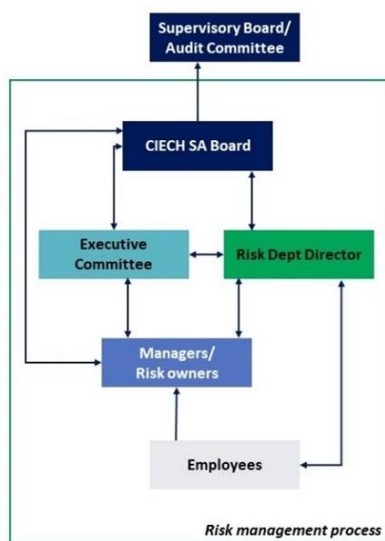 Supervisory Board/
Audit Committee
CIECH SA Board
Executive
Committee
Risk Dept Director
Managers/
Risk owners
Employees
Risk management process